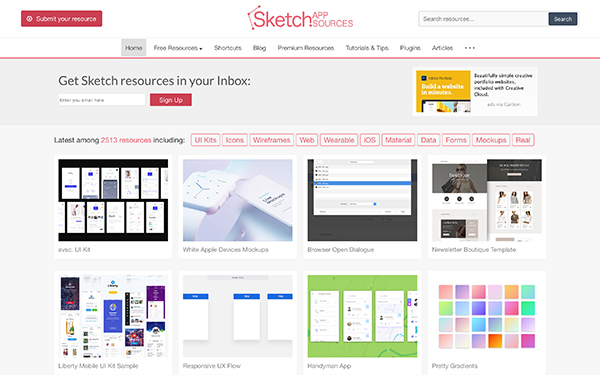 Submit your resource
Sketch APP SOURCES
Search resources...
Search
Home
Free Resources
Shortcuts
Blog
Premium Resources
Tutorials & Tips
Plugins
Articles
Get Sketch resources in your Inbox:
Enter you email here
Sign Up
Adobe Portfolio
Build a website in minutes.
Beautifully simple creative
portfolio websites,
included with Creative
Cloud.
ads via Carbon
Latest among 2513 resources including:
UI Kits
Icons
Wireframes
Web
Wearable
iOS
Material
Data
Forms
Mockups
Real
avsc. UI Kit
White Apple Devices Mockups
Browser Open Dialogue
Newsletter Boutique Template
Liberty
Liberty Mobile UI Kit Sample
Responsive UX Flow
Handyman App
Pretty Gradients